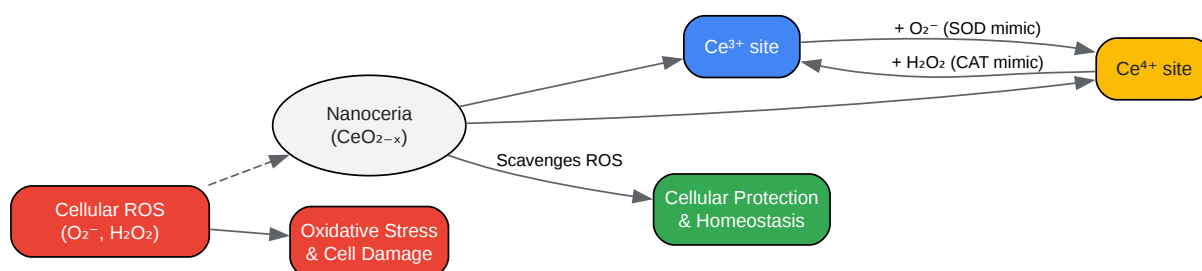 Ce³⁺ site
+ O₂⁻ (SOD mimic)
+ H₂O₂ (CAT mimic)
Ce⁴⁺ site
Nanoceria
(CeO₂₋ₓ)
Scavenges ROS
Cellular Protection
& Homeostasis
Cellular ROS
(O₂⁻, H₂O₂)
Oxidative Stress
& Cell Damage